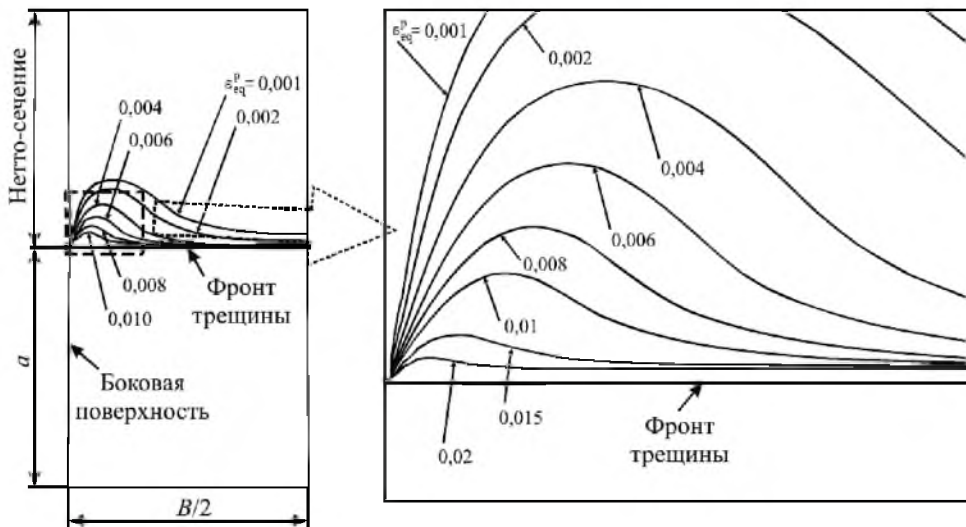 Нетто-сечение
a
ε^p_eq= 0,001
0,002
0,004
0,006
0,008
0,010
Фронт
трещины
Боковая
поверхность
B/2
ε^p_eq= 0,001
0,002
0,004
0,006
0,008
0,01
0,015
0,02
Фронт
трещины